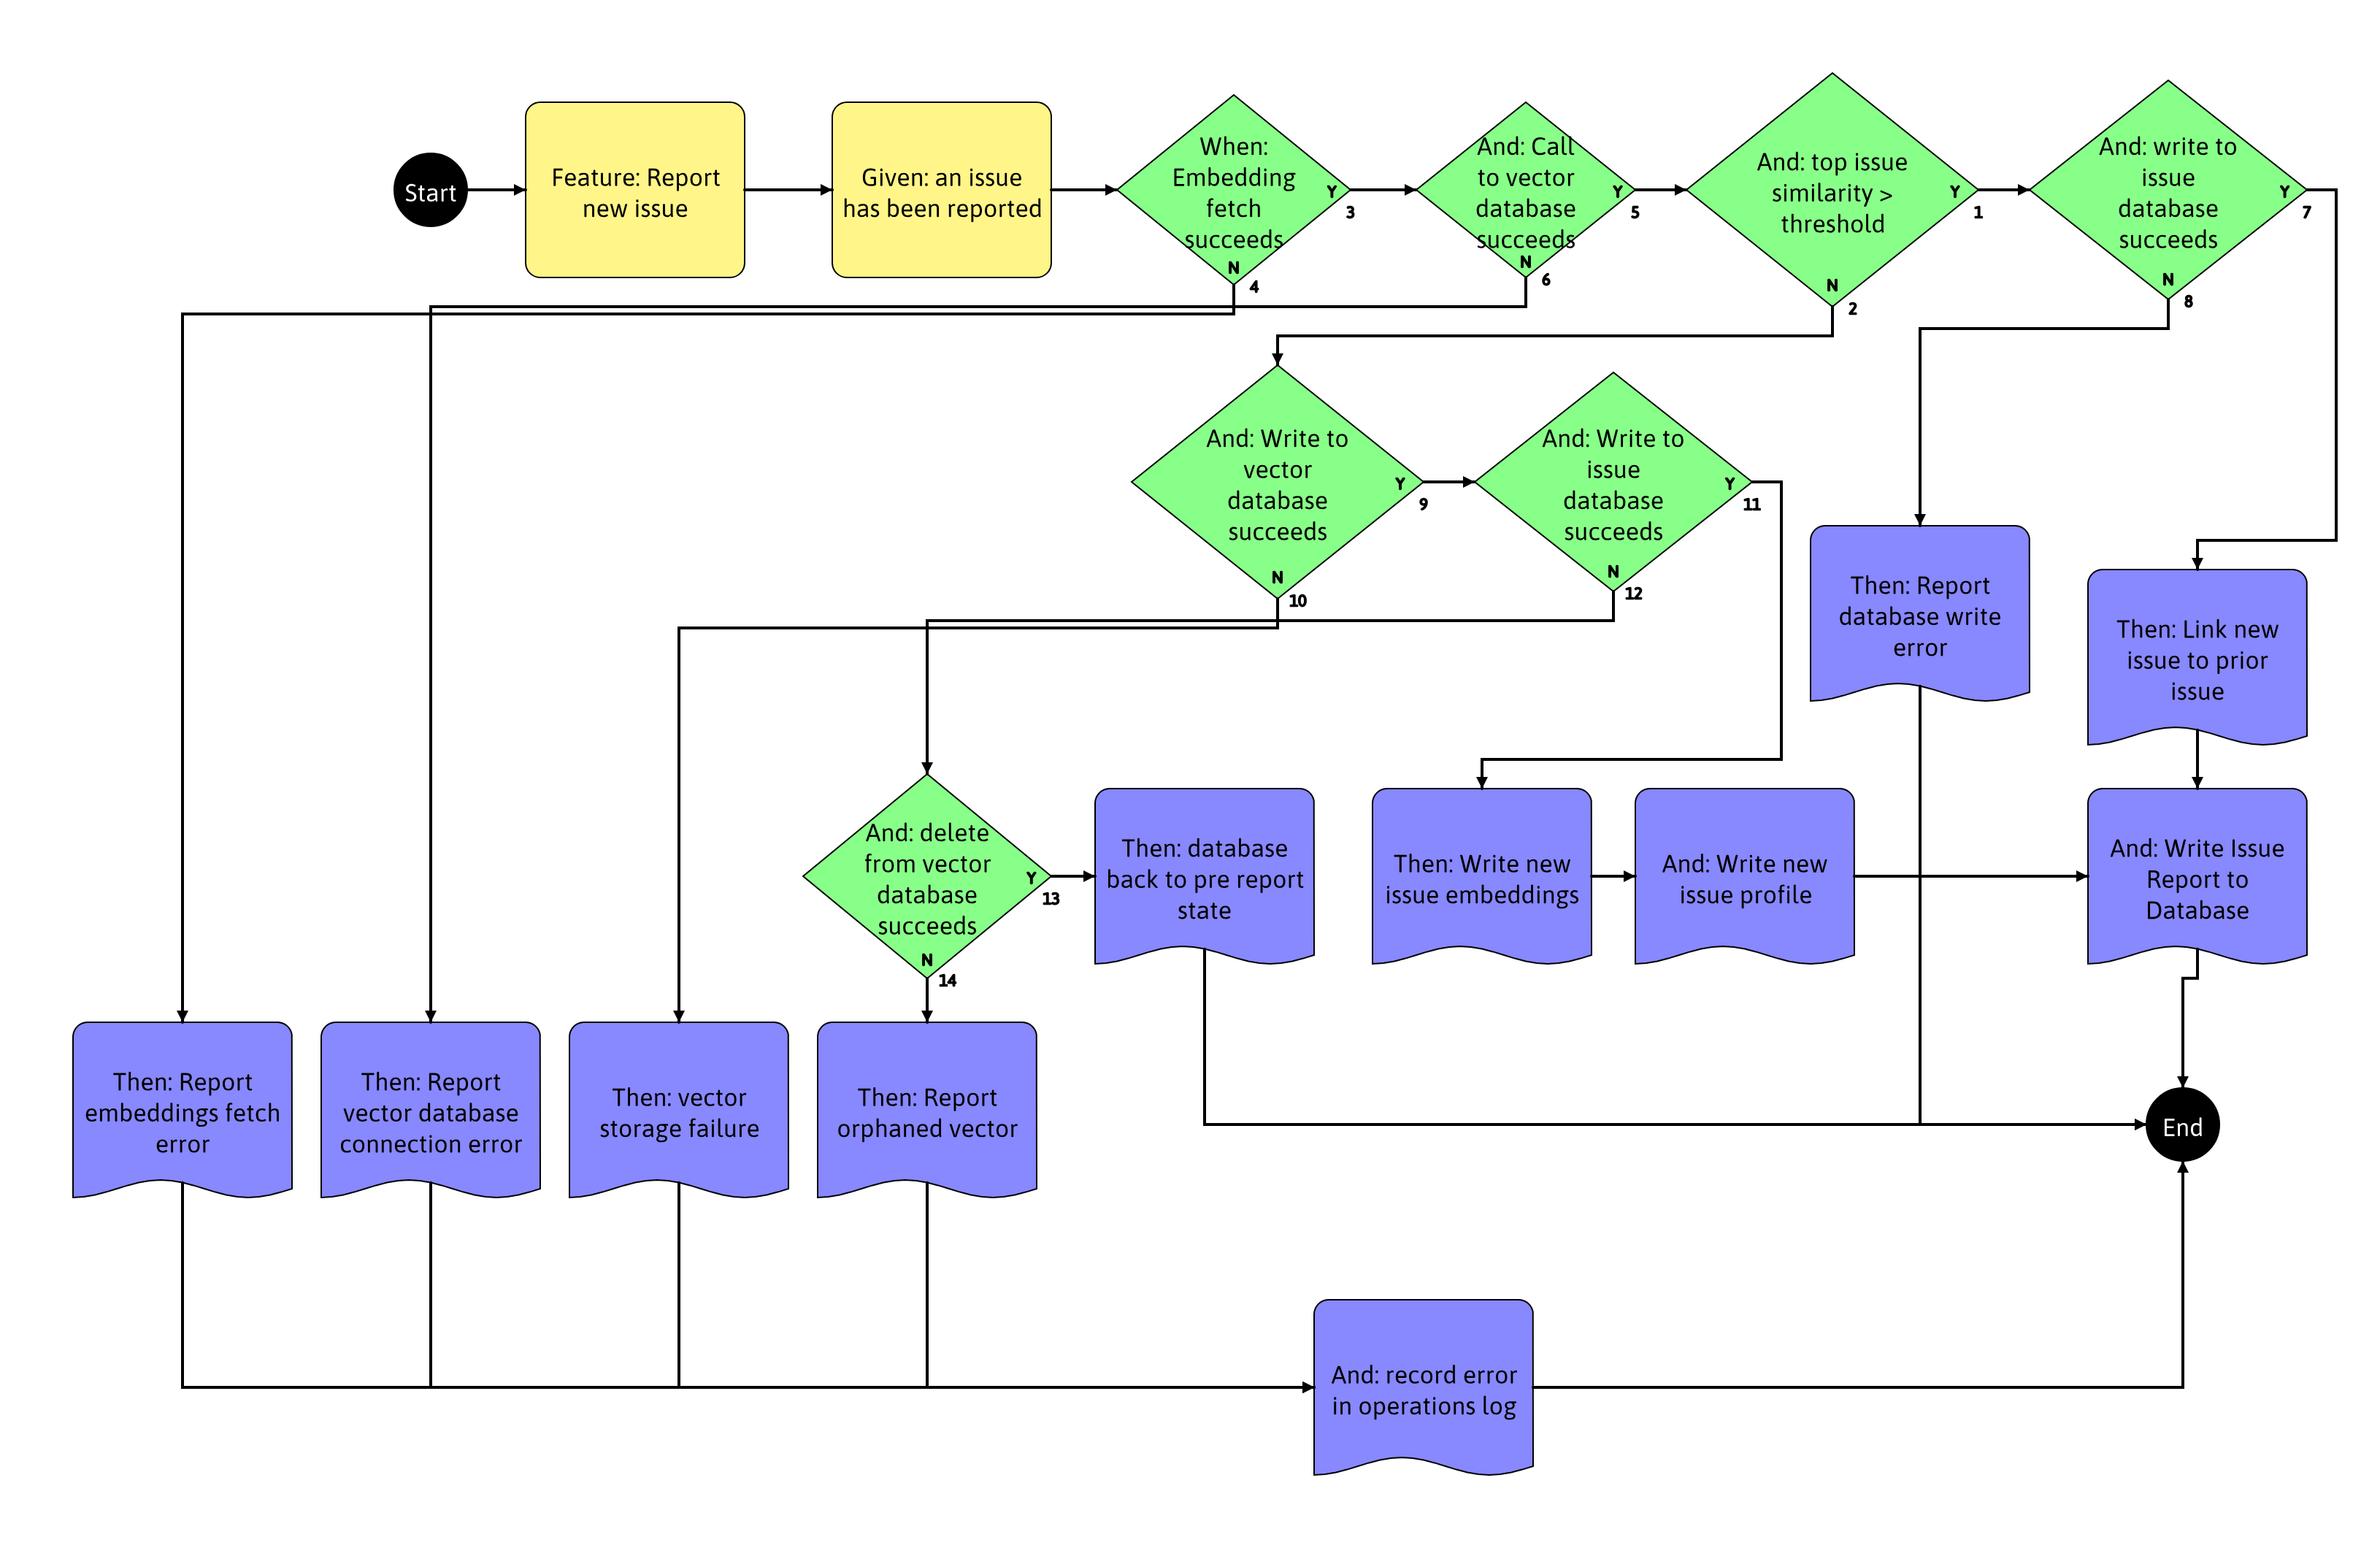 Start
Feature: Report
new issue
Given: an issue
has been reported
When:
Embedding
fetch
succeeds
Y
3
N
4
And: Call
to vector
database
succeeds
Y
5
N
6
And: top issue
similarity >
threshold
Y
1
N
2
And: write to
issue
database
succeeds
Y
7
N
8
And: Write to
vector
database
succeeds
Y
9
N
10
And: Write to
issue
database
succeeds
Y
11
N
12
Then: Report
database write
error
Then: Link new
issue to prior
issue
And: delete
from vector
database
succeeds
Y
13
N
14
Then: database
back to pre report
state
Then: Write new
issue embeddings
And: Write new
issue profile
And: Write Issue
Report to
Database
Then: Report
embeddings fetch
error
Then: Report
vector database
connection error
Then: vector
storage failure
Then: Report
orphaned vector
End
And: record error
in operations log